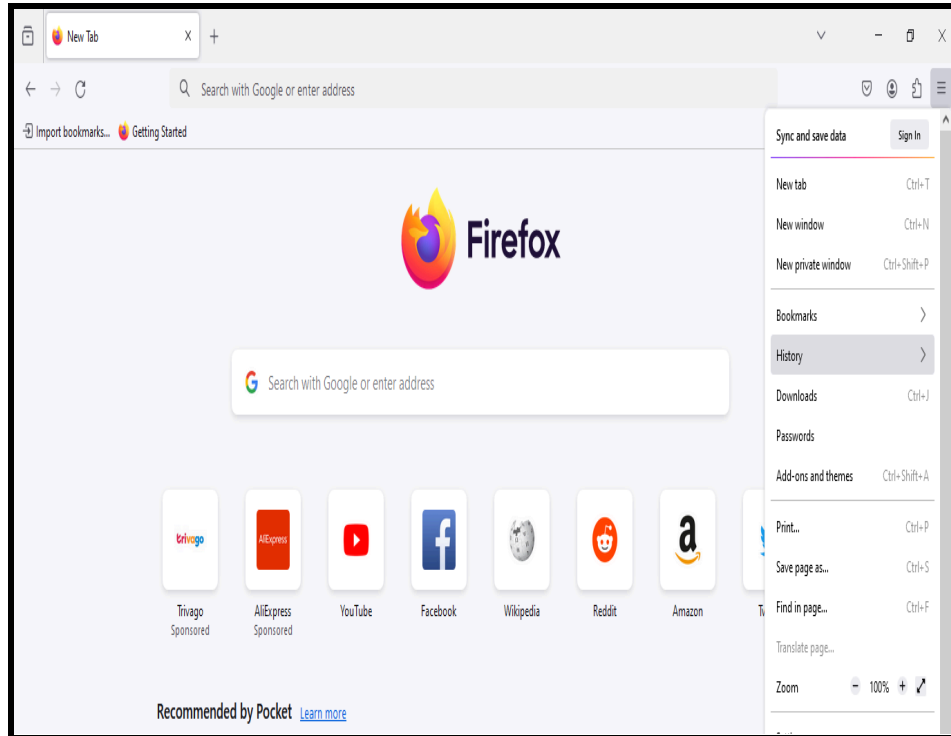 New Tab
Search with Google or enter address
Import bookmarks... Getting Started
Sync and save data Sign In
New tab Ctrl+T
New window Ctrl+N
New private window Ctrl+Shift+P
Bookmarks
History
Downloads Ctrl+J
Passwords
Add-ons and themes Ctrl+Shift+A
Print... Ctrl+P
Save page as... Ctrl+S
Find in page... Ctrl+F
Translate page...
Zoom 100%
Firefox
Search with Google or enter address
trivago AliExpress
Trivago AliExpress YouTube Facebook Wikipedia Reddit Amazon
Sponsored Sponsored
Recommended by Pocket Learn more